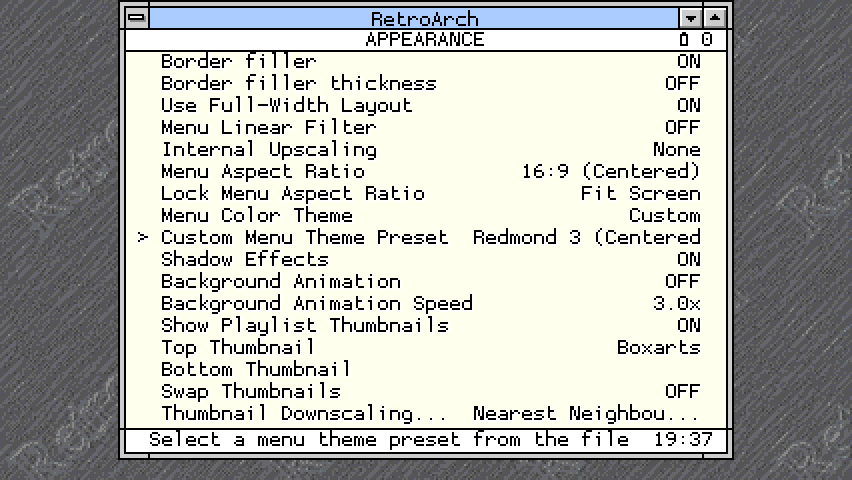 RetroArch
APPEARANCE 0
Border filler ON
Border filler thickness OFF
Use Full-Width Layout ON
Menu Linear Filter OFF
Internal Upscaling None
Menu Aspect Ratio 16:9 (Centered)
Lock Menu Aspect Ratio Fit Screen
Menu Color Theme Custom
> Custom Menu Theme Preset Redmond 3 (Centered
Shadow Effects ON
Background Animation OFF
Background Animation Speed 3.0x
Show Playlist Thumbnails ON
Top Thumbnail Boxarts
Bottom Thumbnail
Swap Thumbnails OFF
Thumbnail Downscaling... Nearest Neighbou...
Select a menu theme preset from the file 19:37